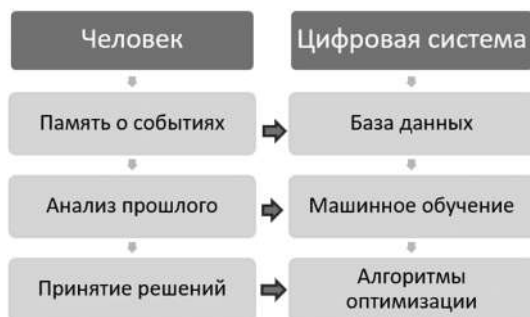 Человек
Цифровая система
Память о событиях
База данных
Анализ прошлого
Машинное обучение
Принятие решений
Алгоритмы
оптимизации